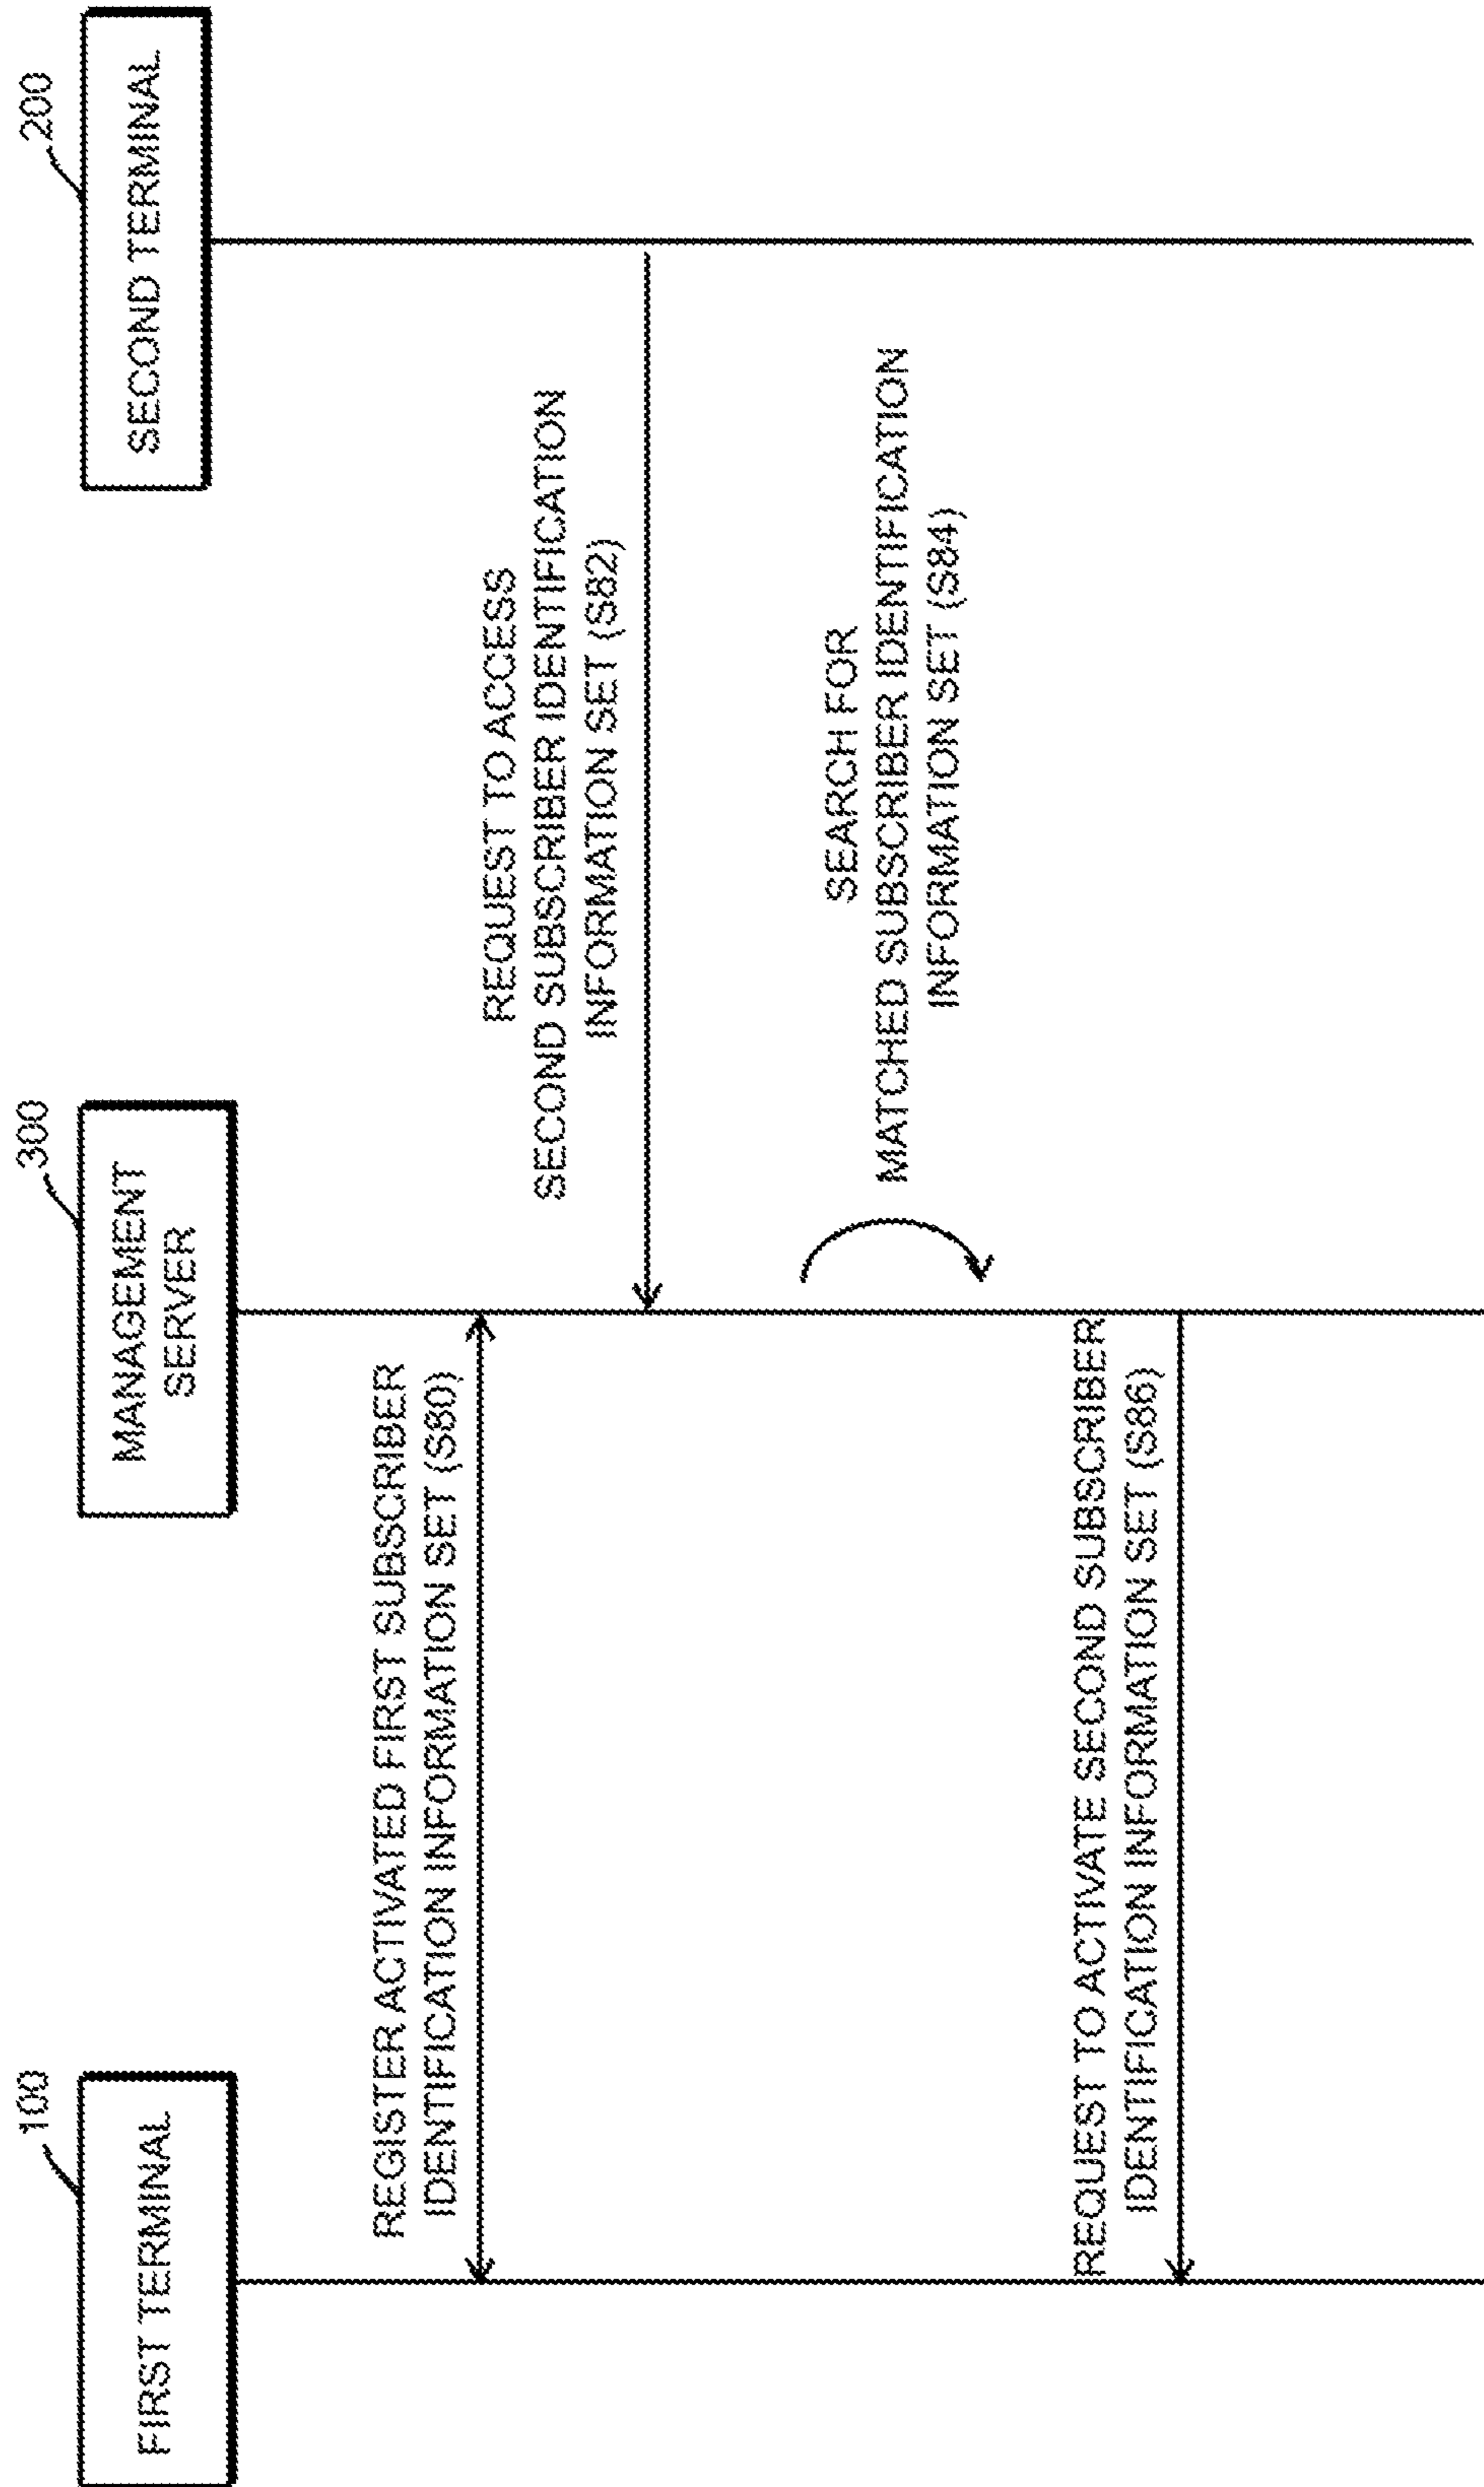 100
FIRST TERMINAL
300
MANAGEMENT
SERVER
200
SECOND TERMINAL
REGISTER ACTIVATED FIRST SUBSCRIBER
IDENTIFICATION INFORMATION SET (S80)
REQUEST TO ACCESS
SECOND SUBSCRIBER IDENTIFICATION
INFORMATION SET (S82)
SEARCH FOR
MATCHED SUBSCRIBER IDENTIFICATION
INFORMATION SET (S84)
REQUEST TO ACTIVATE SECOND SUBSCRIBER
IDENTIFICATION INFORMATION SET (S86)